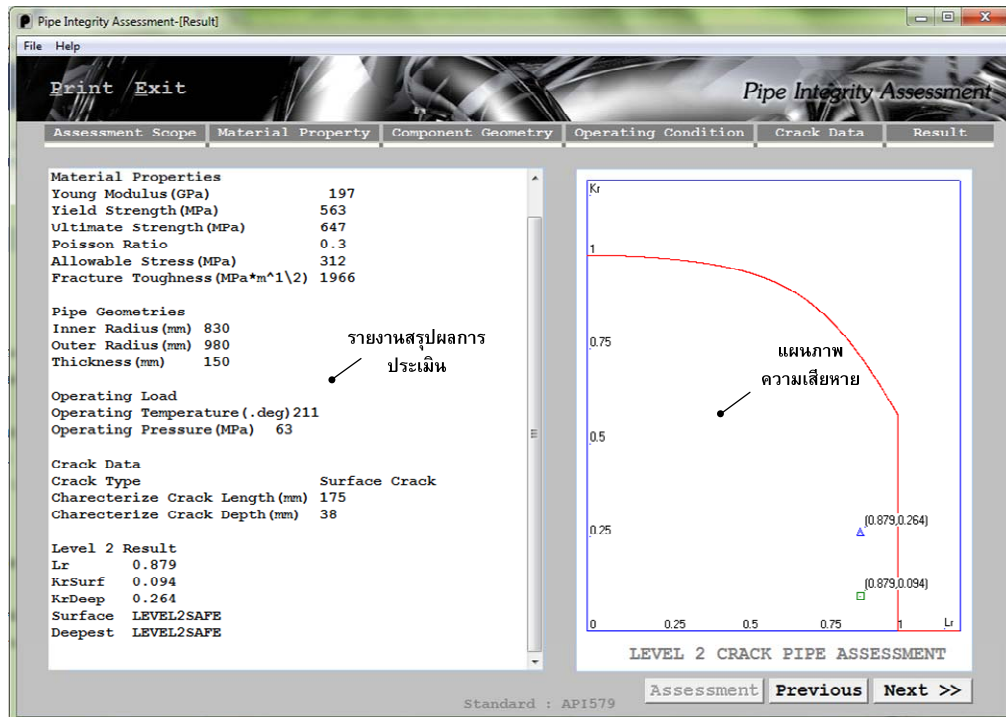 Pipe Integrity Assessment-[Result]
File Help
Print Exit
Pipe Integrity Assessment
Assessment Scope Material Property Component Geometry Operating Condition Crack Data Result
Material Properties
Young Modulus(GPa) 197
Yield Strength(MPa) 563
Ultimate Strength(MPa) 647
Poisson Ratio 0.3
Allowable Stress(MPa) 312
Fracture Toughness(MPa*m^1\2) 1966
Pipe Geometries
Inner Radius(mm) 830
Outer Radius(mm) 980
Thickness(mm) 150
Operating Load
Operating Temperature(.deg)211
Operating Pressure(MPa) 63
Crack Data
Crack Type Surface Crack
Charecterize Crack Length(mm) 175
Charecterize Crack Depth(mm) 38
Level 2 Result
Lr 0.879
KrSurf 0.094
KrDeep 0.264
Surface LEVEL2SAFE
Deepest LEVEL2SAFE
รายงานสรุปผลการ
ประเมิน
Kr
1
0.75
0.5
0.25
แผนภาพ
ความเสียหาย
(0.879,0.264)
(0.879,0.094)
0 0.25 0.5 0.75 1 Lr
LEVEL 2 CRACK PIPE ASSESSMENT
Assessment Previous Next >>
Standard : API579